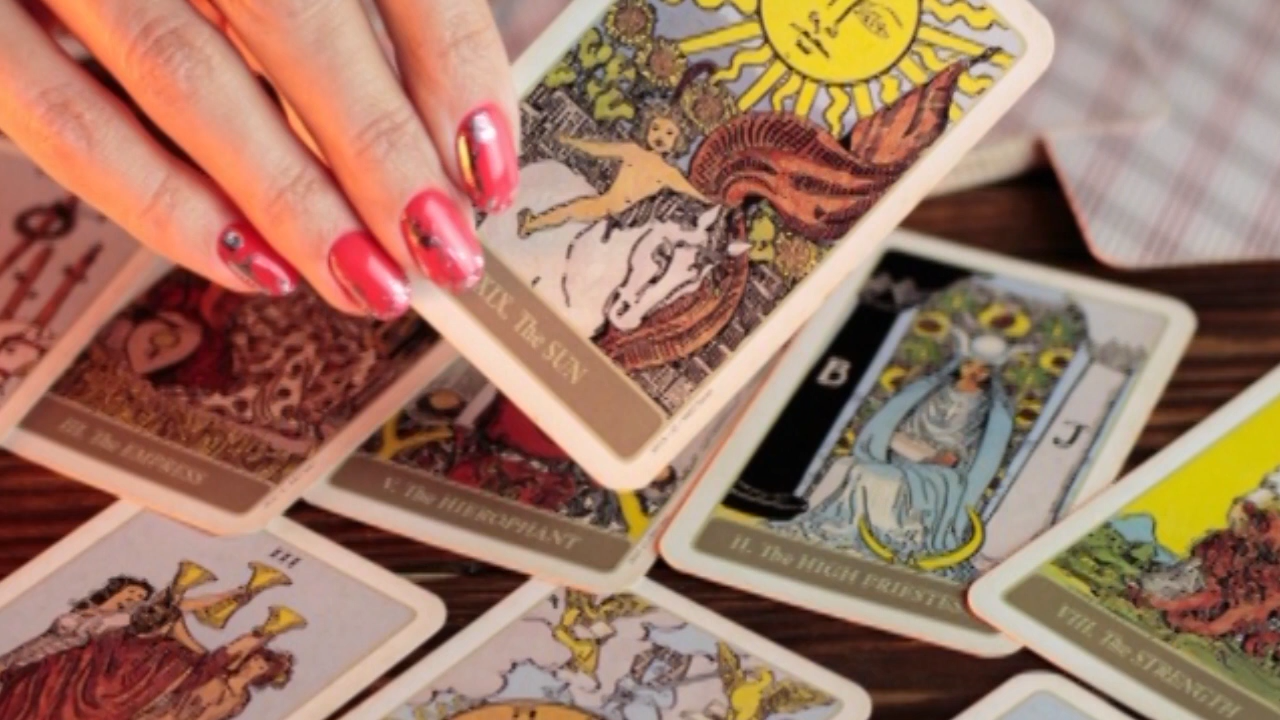 XIX. The SUN
B
J
III. The EMPRESS
V. The HIEROPHANT
II. The HIGH PRIESTESS
VIII. The STRENGTH
III